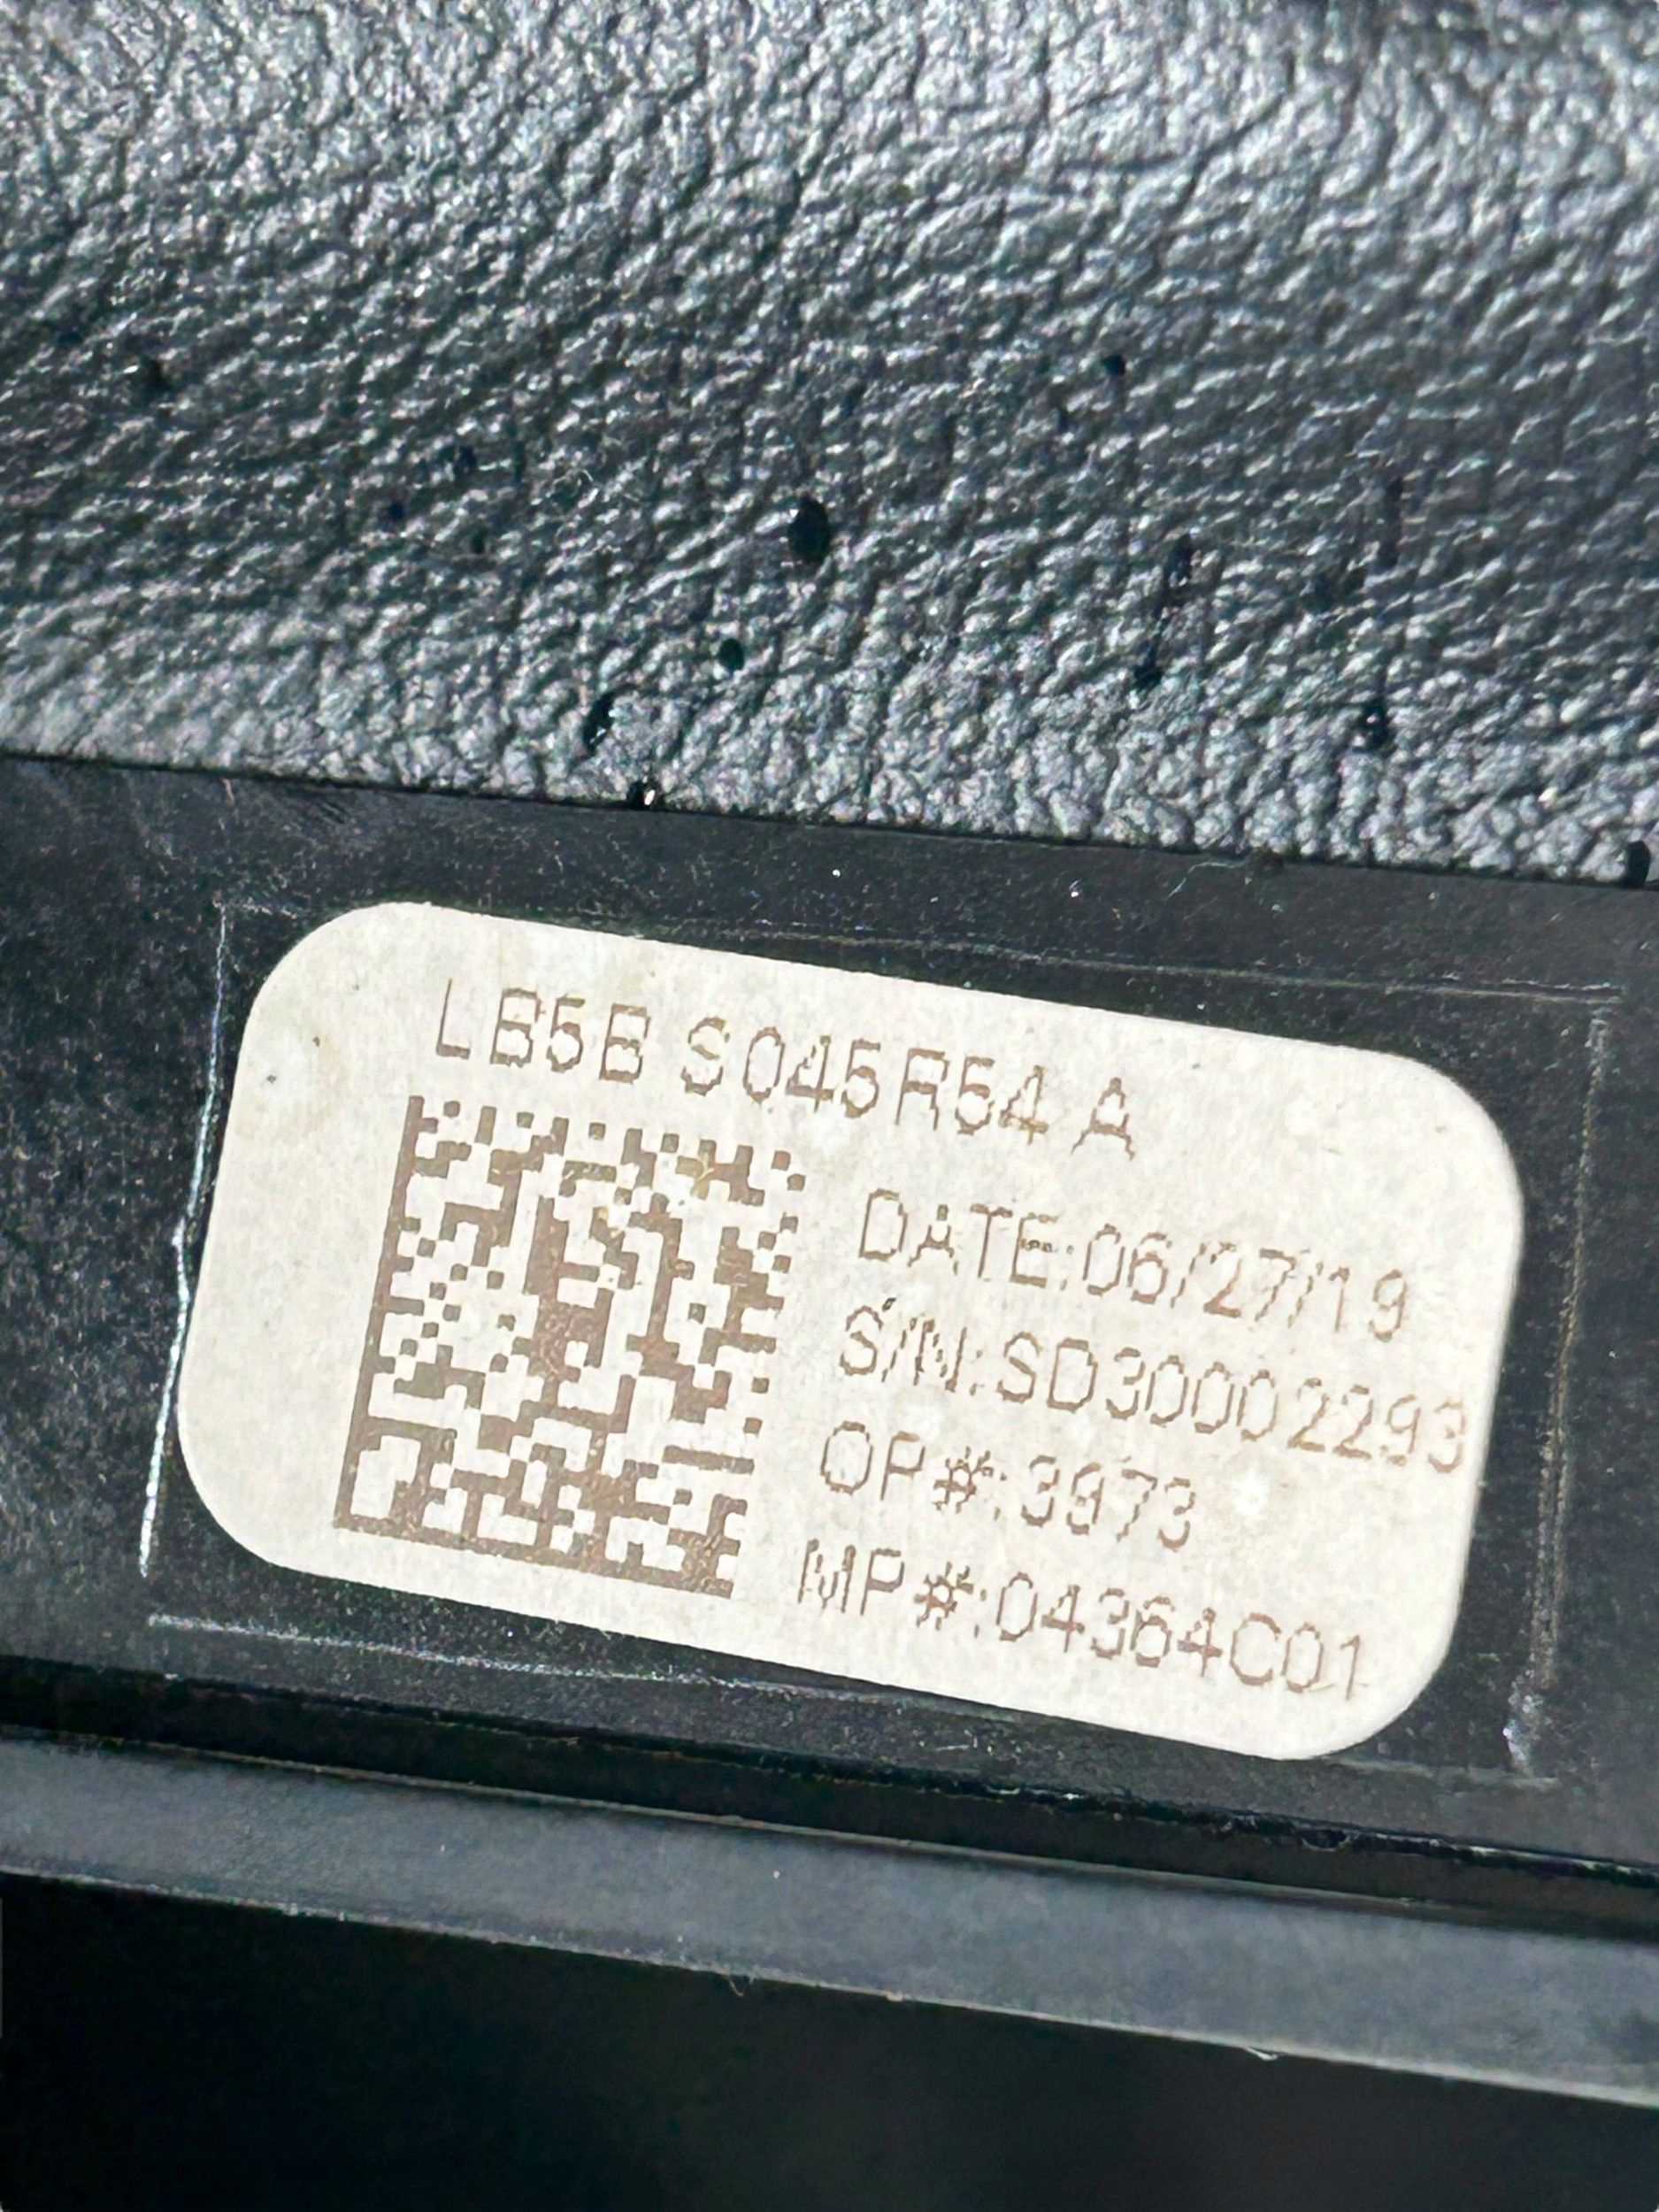 LB5B S045R54 A
DATE:06/27/19
S/N:SD30002293
OP#:3973
MP#:04364C01